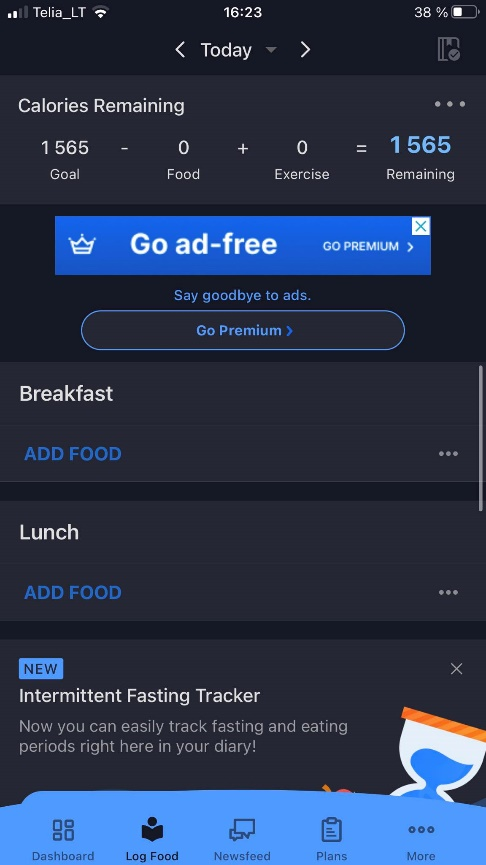 Telia_LT 16:23 38 %
Today
Calories Remaining
1 565 - 0 + 0 = 1 565
Goal Food Exercise Remaining
Go ad-free GO PREMIUM
Say goodbye to ads.
Go Premium
Breakfast
ADD FOOD
Lunch
ADD FOOD
NEW
Intermittent Fasting Tracker
Now you can easily track fasting and eating
periods right here in your diary!
Dashboard Log Food Newsfeed Plans More